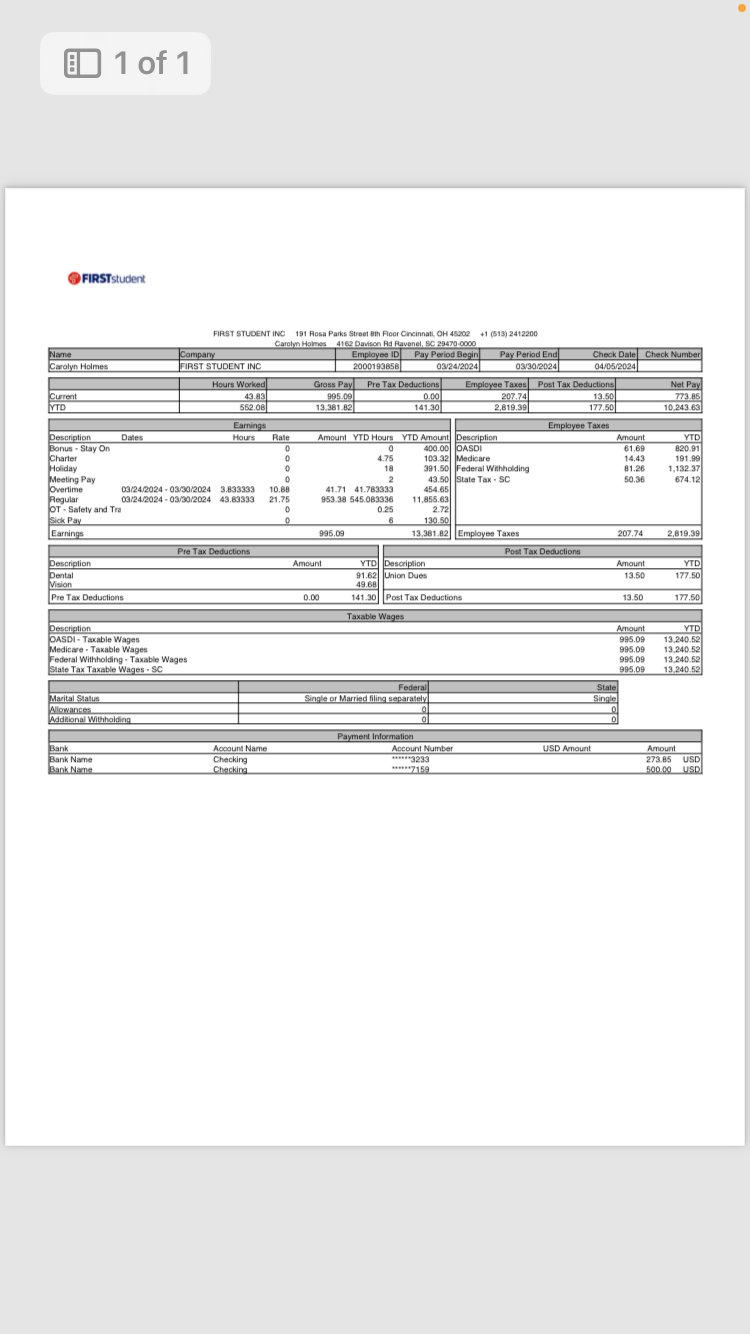 1 of 1
FIRSTstudent
FIRST STUDENT INC 191 Rosa Parks Street 8th Floor Cincinnati, OH 45202 +1 (513) 2412200
Carolyn Holmes 4162 Davison Rd Ravenel, SC 29470-0000
Name Company Employee ID Pay Period Begin Pay Period End Check Date Check Number
Carolyn Holmes FIRST STUDENT INC 2000193858 03/24/2024 03/30/2024 04/05/2024
Hours Worked Gross Pay Pre Tax Deductions Employee Taxes Post Tax Deductions Net Pay
Current 43.83 995.09 0.00 207.74 13.50 773.85
YTD 552.08 13,381.82 141.30 2,819.39 177.50 10,243.63
Earnings
Description Dates Hours Rate Amount YTD Hours YTD Amount
Bonus - Stay On 0 0 400.00
Charter 0 4.75 103.32
Holiday 0 18 391.50
Meeting Pay 0 2 43.50
Overtime 03/24/2024 - 03/30/2024 3.833333 10.88 41.71 41.783333 454.65
Regular 03/24/2024 - 03/30/2024 43.83333 21.75 953.38 545.083336 11,855.63
OT - Safety and Tra 0 0.25 2.72
Sick Pay 0 6 130.50
Earnings 995.09 13,381.82
Employee Taxes
Description Amount YTD
OASDI 61.69 820.91
Medicare 14.43 191.99
Federal Withholding 81.26 1,132.37
State Tax - SC 50.36 674.12
Employee Taxes 207.74 2,819.39
Pre Tax Deductions
Description Amount YTD
Dental 91.62
Vision 49.68
Pre Tax Deductions 0.00 141.30
Post Tax Deductions
Description Amount YTD
Union Dues 13.50 177.50
Post Tax Deductions 13.50 177.50
Taxable Wages
Description Amount YTD
OASDI - Taxable Wages 995.09 13,240.52
Medicare - Taxable Wages 995.09 13,240.52
Federal Withholding - Taxable Wages 995.09 13,240.52
State Tax Taxable Wages - SC 995.09 13,240.52
Federal State
Marital Status Single or Married filing separately Single
Allowances 0 0
Additional Withholding 0 0
Payment Information
Bank Account Name Account Number USD Amount Amount
Bank Name Checking ******3233 273.85 USD
Bank Name Checking ******7159 500.00 USD